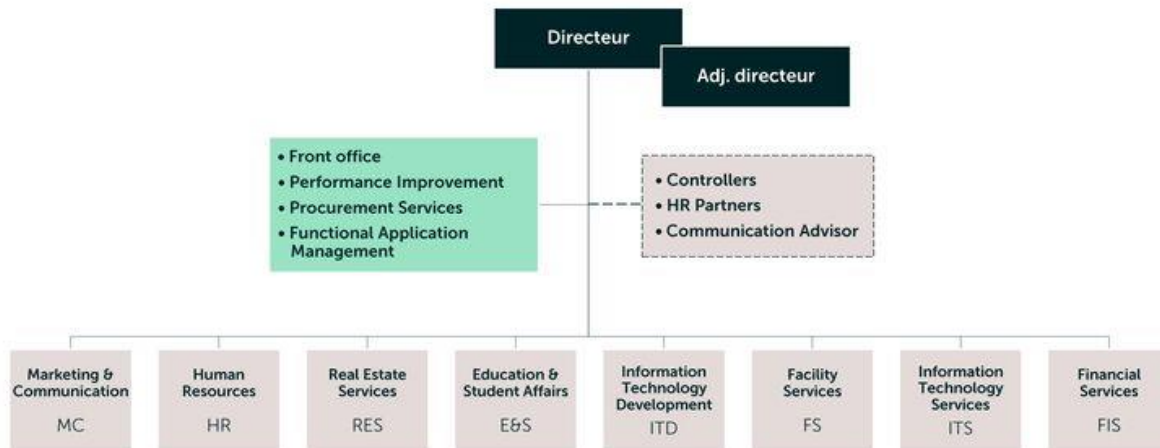 Directeur
Adj. directeur
• Front office
• Performance Improvement
• Procurement Services
• Functional Application
Management
• Controllers
• HR Partners
• Communication Advisor
Marketing &
Communication
MC
Human
Resources
HR
Real Estate
Services
RES
Education &
Student Affairs
E&S
Information
Technology
Development
ITD
Facility
Services
FS
Information
Technology
Services
ITS
Financial
Services
FIS